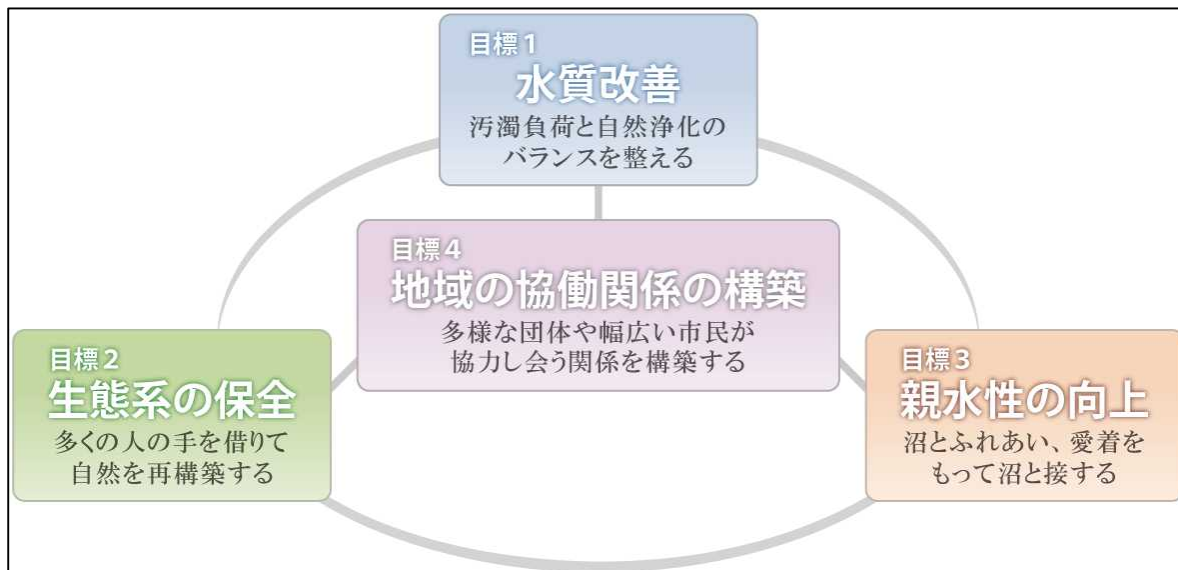 目標1
水質改善
汚濁負荷と自然浄化の
バランスを整える
目標4
地域の協働関係の構築
多様な団体や幅広い市民が
協力し会う関係を構築する
目標2
生態系の保全
多くの人の手を借りて
自然を再構築する
目標3
親水性の向上
沼とふれあい、愛着を
もって沼と接する